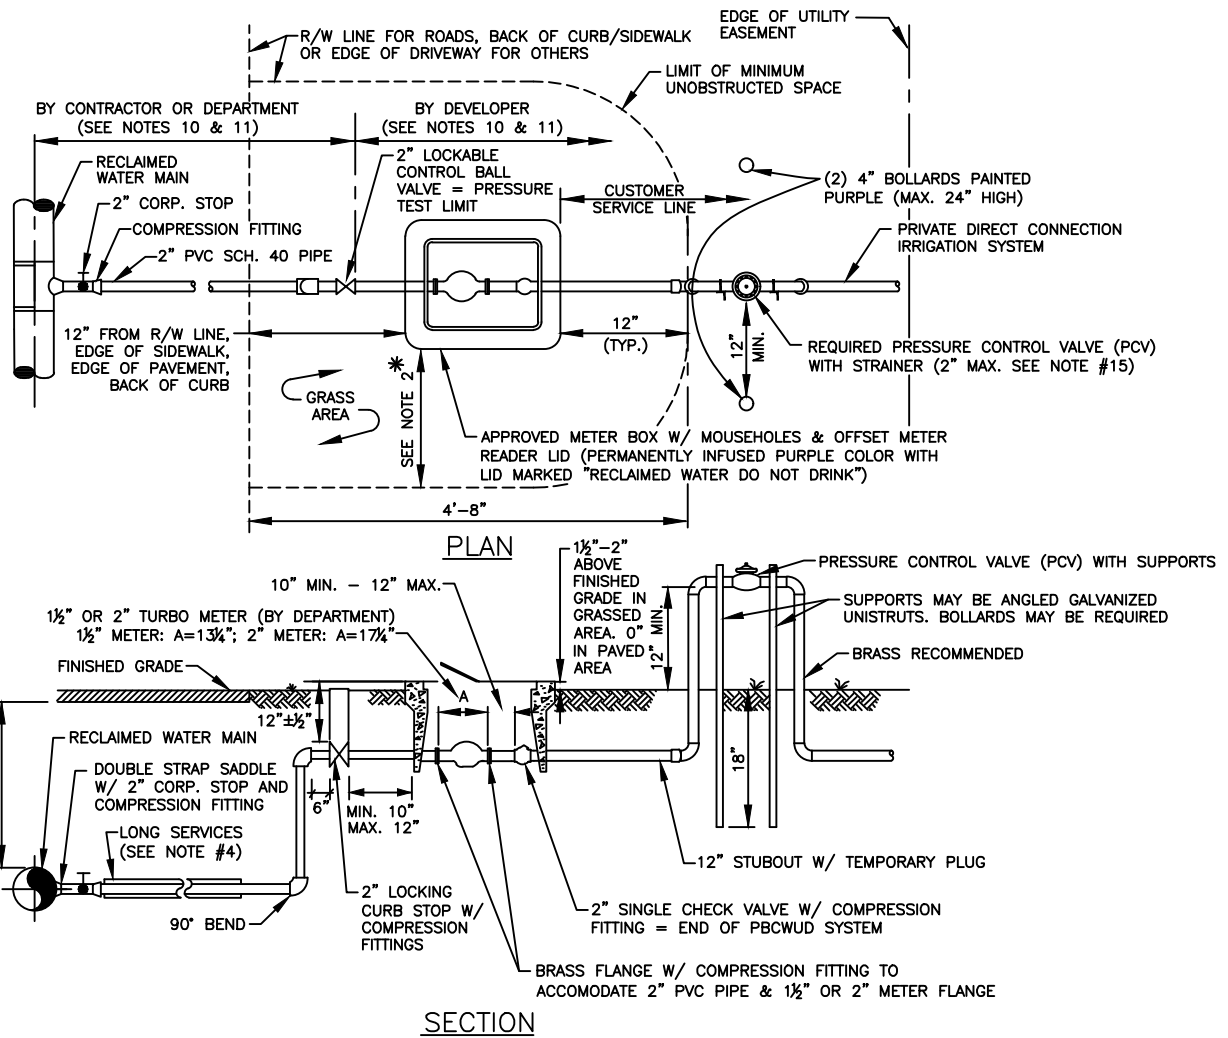 EDGE OF UTILITY
EASEMENT
R/W LINE FOR ROADS, BACK OF CURB/SIDEWALK
OR EDGE OF DRIVEWAY FOR OTHERS
LIMIT OF MINIMUM
UNOBSTRUCTED SPACE
BY CONTRACTOR OR DEPARTMENT
(SEE NOTES 10 & 11)
BY DEVELOPER
(SEE NOTES 10 & 11)
RECLAIMED
WATER MAIN
2" LOCKABLE
CONTROL BALL
VALVE = PRESSURE
TEST LIMIT
CUSTOMER
SERVICE LINE
(2) 4" BOLLARDS PAINTED
PURPLE (MAX. 24" HIGH)
2" CORP. STOP
COMPRESSION FITTING
2" PVC SCH. 40 PIPE
PRIVATE DIRECT CONNECTION
IRRIGATION SYSTEM
12" FROM R/W LINE,
EDGE OF SIDEWALK,
EDGE OF PAVEMENT,
BACK OF CURB
12"
(TYP.)
12"
MIN.
REQUIRED PRESSURE CONTROL VALVE (PCV)
WITH STRAINER (2" MAX. SEE NOTE #15)
GRASS
AREA
SEE NOTE 2*
APPROVED METER BOX W/ MOUSEHOLES & OFFSET METER
READER LID (PERMANENTLY INFUSED PURPLE COLOR WITH
LID MARKED "RECLAIMED WATER DO NOT DRINK")
4'-8"
PLAN
1½"-2"
ABOVE
FINISHED
GRADE IN
GRASSED
AREA. 0"
IN PAVED
AREA
10" MIN. - 12" MAX.
PRESSURE CONTROL VALVE (PCV) WITH SUPPORTS
1½" OR 2" TURBO METER (BY DEPARTMENT)
1½" METER: A=13¼"; 2" METER: A=17¼"
SUPPORTS MAY BE ANGLED GALVANIZED
UNISTRUTS. BOLLARDS MAY BE REQUIRED
12" MIN.
BRASS RECOMMENDED
FINISHED GRADE
A
12"±½"
RECLAIMED WATER MAIN
DOUBLE STRAP SADDLE
W/ 2" CORP. STOP AND
COMPRESSION FITTING
6"
MIN. 10"
MAX. 12"
18"
LONG SERVICES
(SEE NOTE #4)
12" STUBOUT W/ TEMPORARY PLUG
90° BEND
2" LOCKING
CURB STOP W/
COMPRESSION
FITTINGS
2" SINGLE CHECK VALVE W/ COMPRESSION
FITTING = END OF PBCWUD SYSTEM
BRASS FLANGE W/ COMPRESSION FITTING TO
ACCOMODATE 2" PVC PIPE & 1½" OR 2" METER FLANGE
SECTION